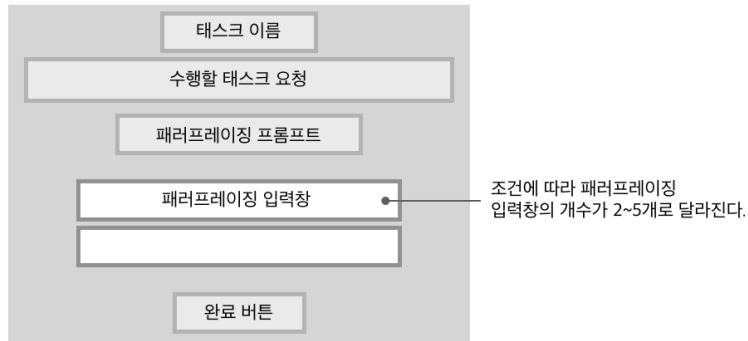 태스크 이름
수행할 태스크 요청
패러프레이징 프롬프트
패러프레이징 입력창
조건에 따라 패러프레이징
입력창의 개수가 2~5개로 달라진다.
완료 버튼